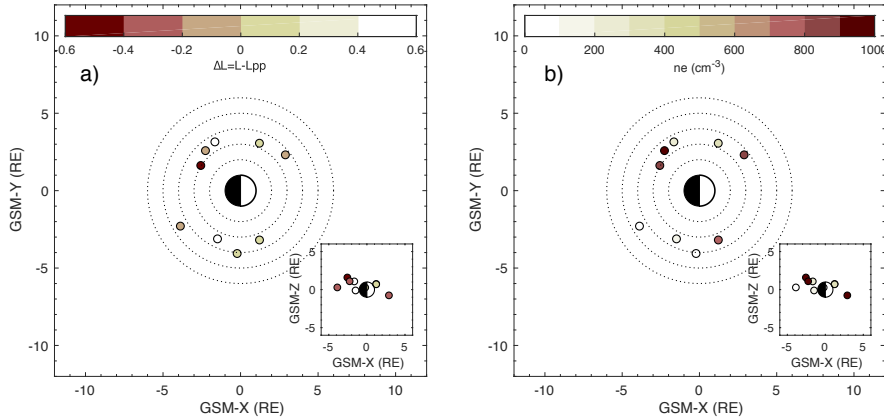 -0.6 -0.4 -0.2 0 0.2 0.4 0.6
ΔL=L-Lpp
a)
10
5
0
-5
-10
GSM-Y (RE)
-10 -5 0 5 10
GSM-X (RE)
5
0
-5
GSM-Z (RE)
-5 0 5
GSM-X (RE)
0 200 400 600 800 1000
ne (cm⁻³)
b)
10
5
0
-5
-10
GSM-Y (RE)
-10 -5 0 5 10
GSM-X (RE)
5
0
-5
GSM-Z (RE)
-5 0 5
GSM-X (RE)